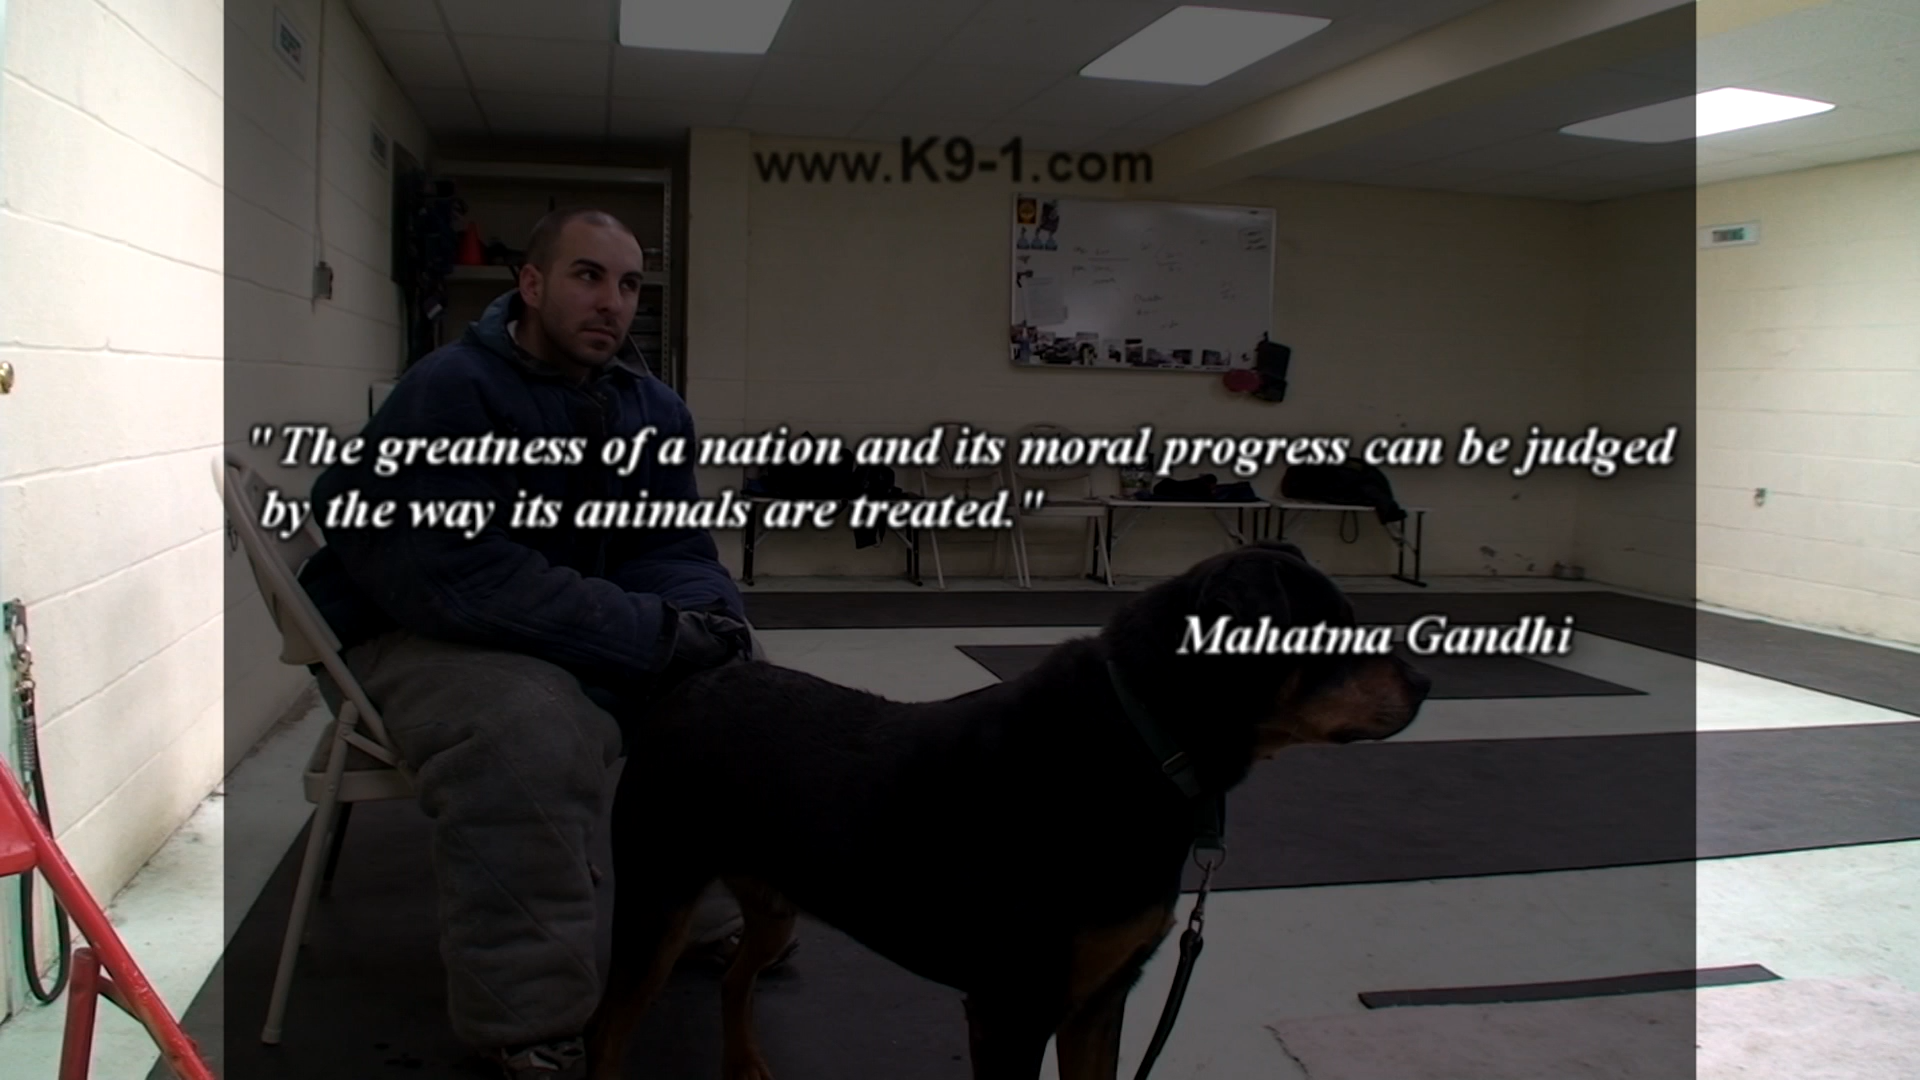 www.K9-1.com
"The greatness of a nation and its moral progress can be judged
by the way its animals are treated."
Mahatma Gandhi